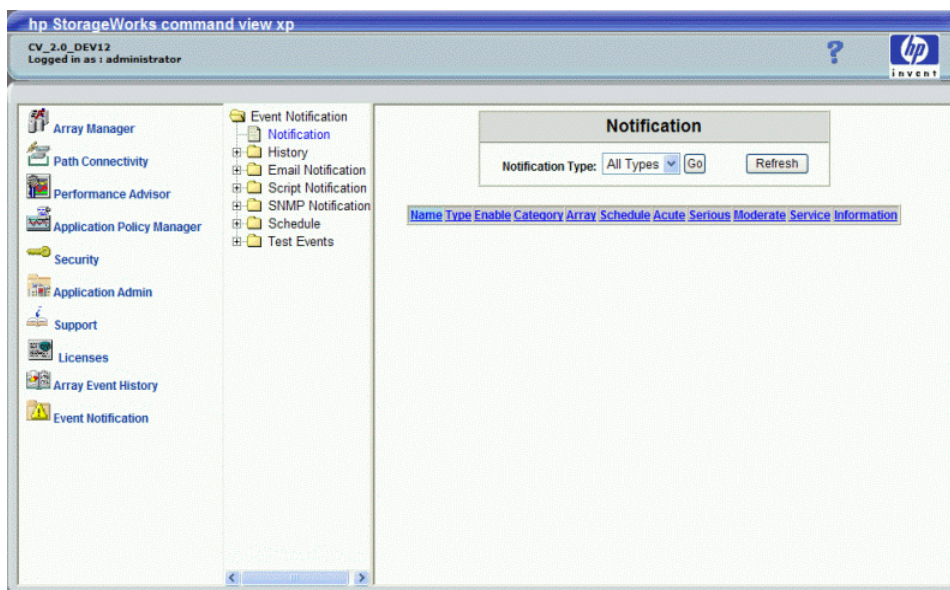 hp StorageWorks command view xp
CV_2.0_DEV12
Logged in as : administrator
?
hp
invent
Array Manager
Path Connectivity
Performance Advisor
Application Policy Manager
Security
Application Admin
Support
Licenses
Array Event History
Event Notification
Event Notification
Notification
History
Email Notification
Script Notification
SNMP Notification
Schedule
Test Events
Notification
Notification Type: All Types Go Refresh
Name Type Enable Category Array Schedule Acute Serious Moderate Service Information